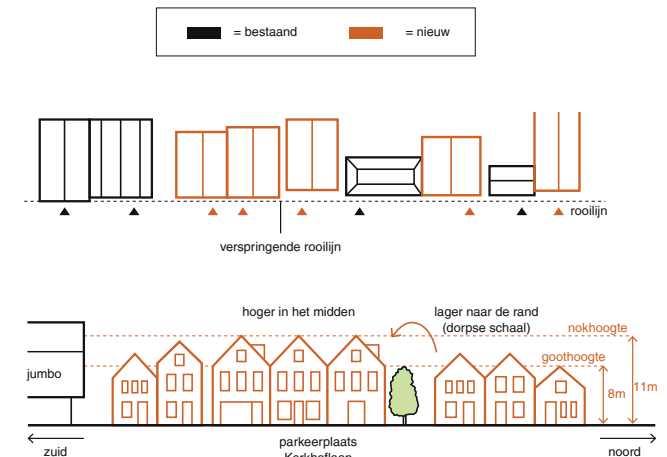 = bestaand
= nieuw
rooilijn
verspringende rooilijn
hoger in het midden
lager naar de rand
(dorpse schaal)
nokhoogte
goothoogte
jumbo
8m
11m
zuid
parkeerplaats
Kerkhoflaan
noord